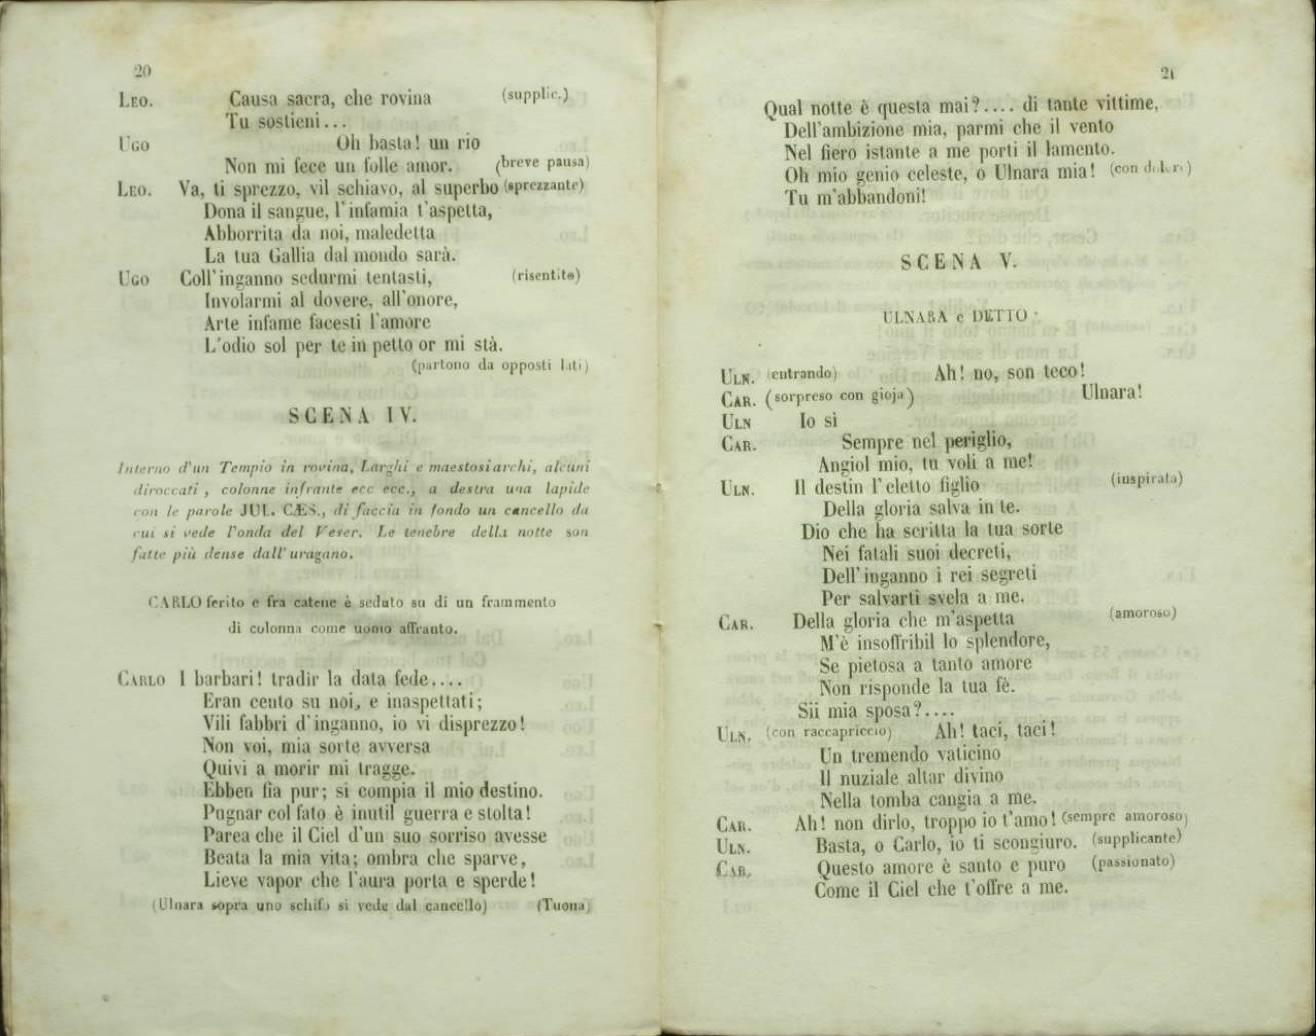 20
LEO. Causa sacra, che rovina (supplic.)
Tu sostieni...
UGO Oh basta! un rio
Non mi fece un folle amor. (breve pausa)
LEO. Va, ti sprezzo, vil schiavo, al superbo (sprezzante)
Dona il sangue, l'infamia t'aspetta,
Abborrita da noi, maledetta
La tua Gallia dal mondo sarà.
UGO Coll'inganno sedurmi tentasti, (risentito)
Involarmi al dovere, all'onore,
Arte infame facesti l'amore
L'odio sol per te in petto or mi stà.
(partono da opposti lati)
SCENA IV.
Interno d'un Tempio in rovina, Larghi e maestosi archi, alcuni
diroccati, colonne infrante ecc ecc., a destra una lapide
con le parole JUL. CÆS., di faccia in fondo un cancello da
cui si vede l'onda del Veser. Le tenebre della notte son
fatte più dense dall'uragano.
CARLO ferito e fra catene è seduto su di un frammento
di colonna come uomo affranto.
CARLO I barbari! tradir la data fede....
Eran cento su noi, e inaspettati;
Vili fabbri d'inganno, io vi disprezzo!
Non voi, mia sorte avversa
Quivi a morir mi tragge.
Ebben fia pur; si compia il mio destino.
Pugnar col fato è inutil guerra e stolta!
Parea che il Ciel d'un suo sorriso avesse
Beata la mia vita; ombra che sparve,
Lieve vapor che l'aura porta e sperde!
(Ulnara sopra uno schifo si vede dal cancello) (Tuona)
21
Qual notte è questa mai?.... di tante vittime,
Dell'ambizione mia, parmi che il vento
Nel fiero istante a me porti il lamento.
Oh mio genio celeste, o Ulnara mia! (con dolore)
Tu m'abbandoni!
SCENA V.
ULNARA e DETTO
ULN. (entrando) Ah! no, son teco!
CAR. (sorpreso con gioja) Ulnara!
ULN Io sì
CAR. Sempre nel periglio,
Angiol mio, tu voli a me!
ULN. Il destin l'eletto figlio (inspirata)
Della gloria salva in te.
Dio che ha scritta la tua sorte
Nei fatali suoi decreti,
Dell'inganno i rei segreti
Per salvarti svela a me.
CAR. Della gloria che m'aspetta (amoroso)
M'è insoffribil lo splendore,
Se pietosa a tanto amore
Non risponde la tua fè.
Sii mia sposa?....
ULN. (con raccapriccio) Ah! taci, taci!
Un tremendo vaticino
Il nuziale altar divino
Nella tomba cangia a me.
CAR. Ah! non dirlo, troppo io t'amo! (sempre amoroso)
ULN. Basta, o Carlo, io ti scongiuro. (supplicante)
CAR. Questo amore è santo e puro (passionato)
Come il Ciel che t'offre a me.